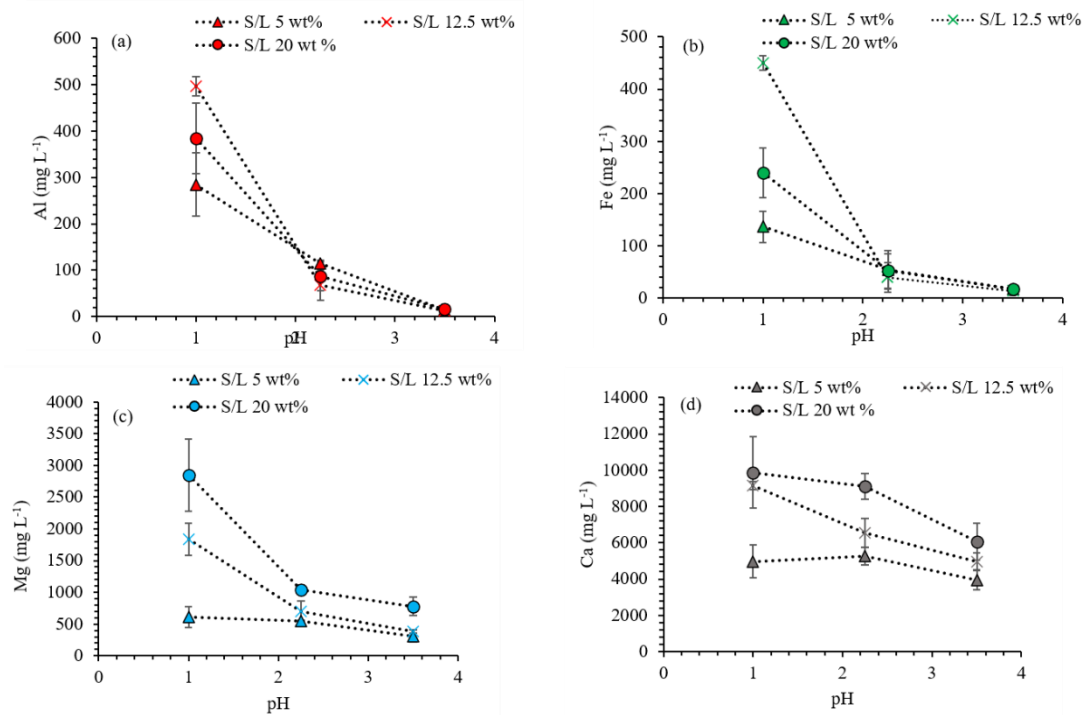 S/L 5 wt%
S/L 12.5 wt%
S/L 20 wt %
(a)
600
500
400
300
200
100
0
Al (mg L⁻¹)
0 1 2 3 4
pH
S/L 5 wt%
S/L 12.5 wt%
S/L 20 wt%
(b)
500
400
300
200
100
0
Fe (mg L⁻¹)
0 1 2 3 4
pH
S/L 5 wt%
S/L 12.5 wt%
S/L 20 wt%
(c)
4000
3500
3000
2500
2000
1500
1000
500
0
Mg (mg L⁻¹)
0 1 2 3 4
pH
S/L 5 wt%
S/L 12.5 wt%
S/L 20 wt %
(d)
14000
12000
10000
8000
6000
4000
2000
0
Ca (mg L⁻¹)
0 1 2 3 4
pH